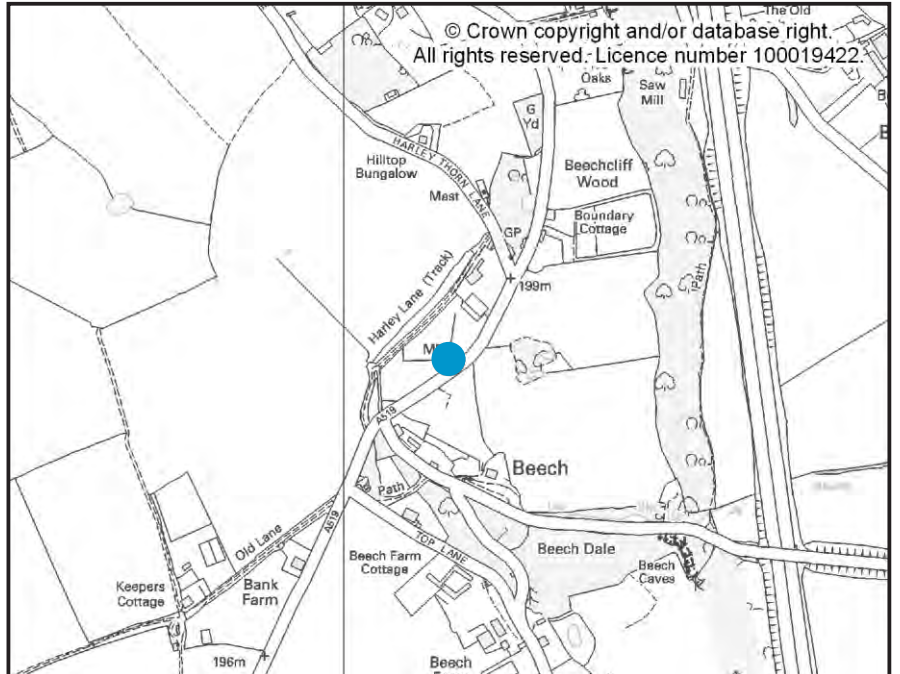 The Old
© Crown copyright and/or database right.
All rights reserved. Licence number 100019422.
Oaks
Saw
Mill
G
Yd
HARLEY THORN LANE
Hilltop
Bungalow
Beechcliff
Wood
Mast
Boundary
Cottage
GP
199m
Path
Harley Lane (Track)
A519
Beech
Path
A519
Old Lane
TOP LANE
Beech Dale
Beech Farm
Cottage
Beech
Caves
Keepers
Cottage
Bank
Farm
196m
Beech